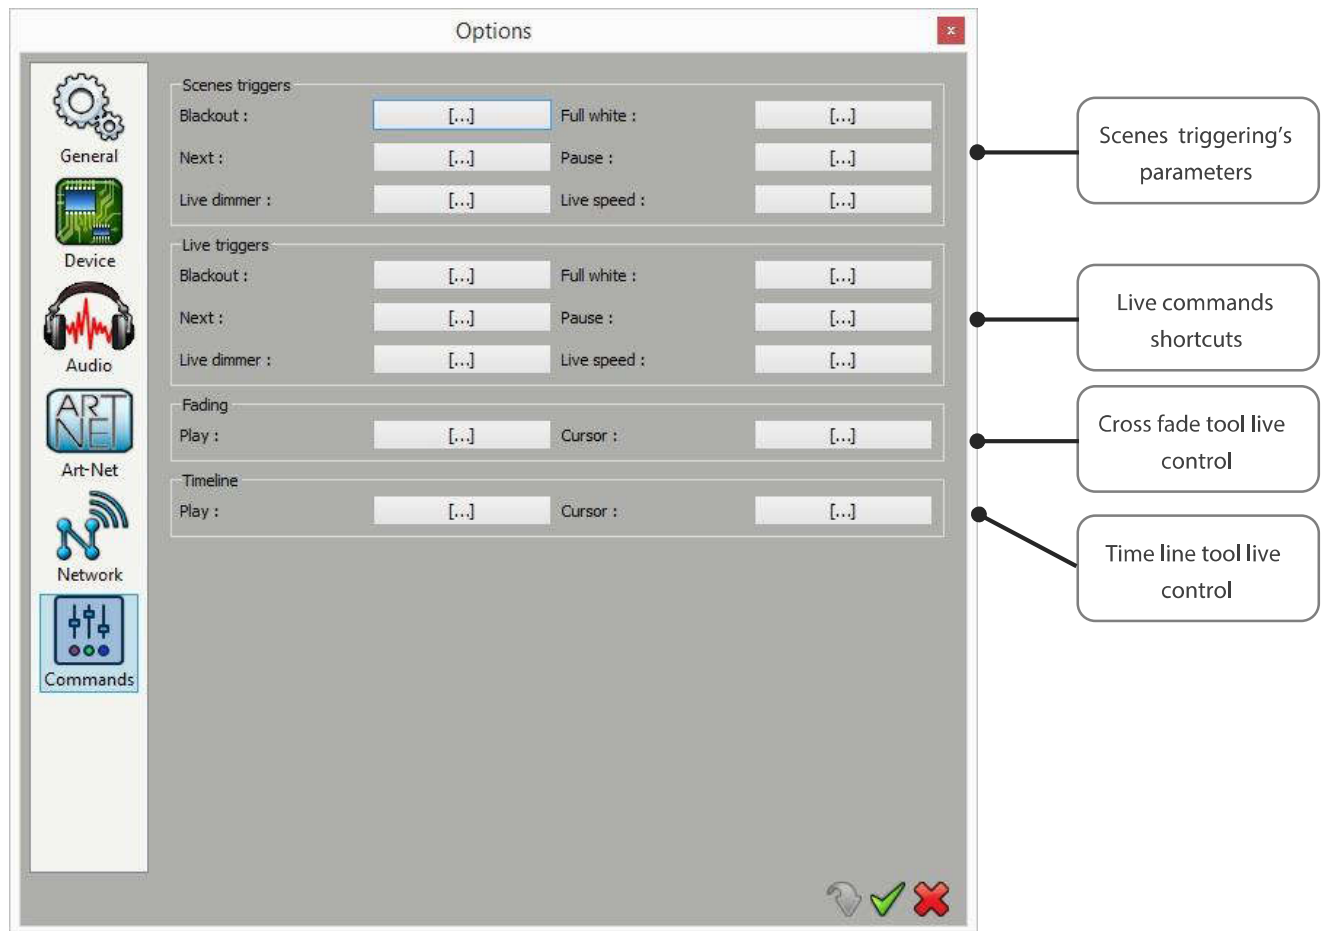 Options
x
General
Device
Audio
ART
NET
Art-Net
Network
Commands
Scenes triggers
Blackout : [...] Full white : [...]
Next : [...] Pause : [...]
Live dimmer : [...] Live speed : [...]
Live triggers
Blackout : [...] Full white : [...]
Next : [...] Pause : [...]
Live dimmer : [...] Live speed : [...]
Fading
Play : [...] Cursor : [...]
Timeline
Play : [...] Cursor : [...]
Scenes triggering's
parameters
Live commands
shortcuts
Cross fade tool live
control
Time line tool live
control